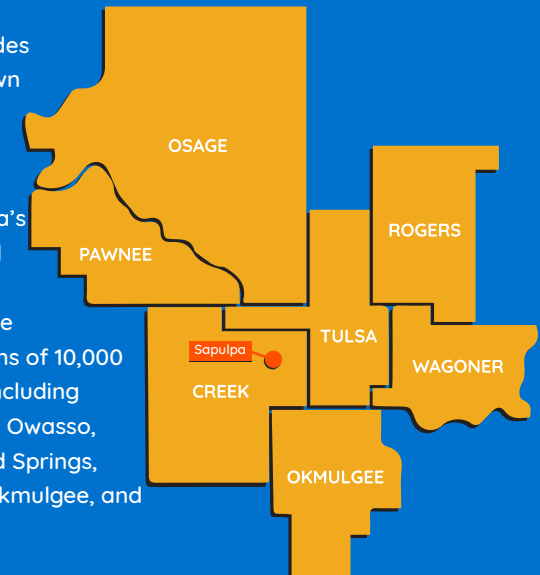 des
wn
OSAGE
a's
ROGERS
PAWNEE
e
TULSA
Sapulpa
ns of 10,000
WAGONER
ncluding
CREEK
Owasso,
d Springs,
OKMULGEE
kmulgee, and